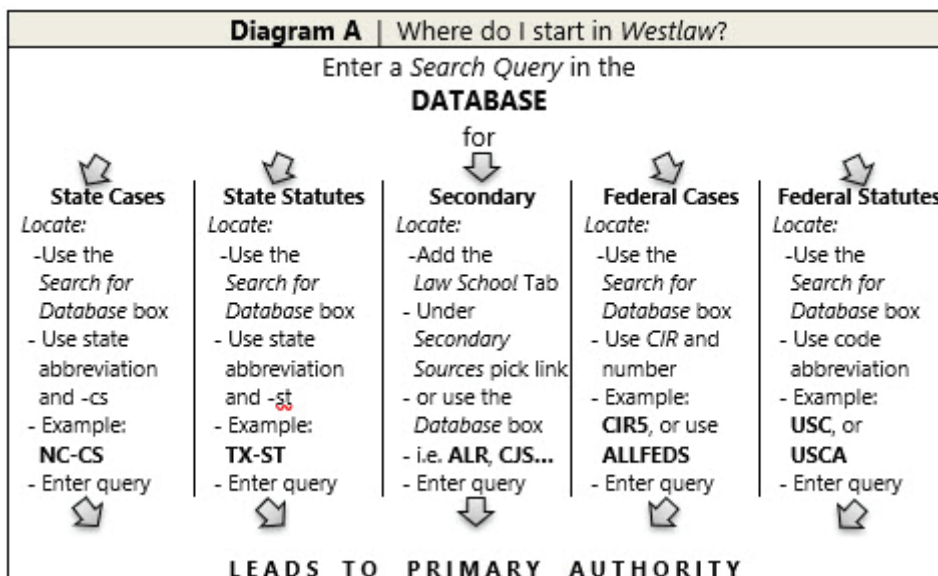 Diagram A | Where do I start in Westlaw?
Enter a Search Query in the
DATABASE
for
State Cases
Locate:
-Use the
Search for
Database box
- Use state
abbreviation
and -cs
- Example:
NC-CS
- Enter query
State Statutes
Locate:
-Use the
Search for
Database box
- Use state
abbreviation
and -st
- Example:
TX-ST
- Enter query
Secondary
Locate:
-Add the
Law School Tab
- Under
Secondary
Sources pick link
- or use the
Database box
- i.e. ALR, CJS...
- Enter query
Federal Cases
Locate:
- Use the
Search for
Database box
- Use CIR and
number
- Example:
CIR5, or use
ALLFEDS
- Enter query
Federal Statutes
Locate:
- Use the
Search for
Database box
- Use code
abbreviation
- Example:
USC, or
USCA
- Enter query
LEADS TO PRIMARY AUTHORITY